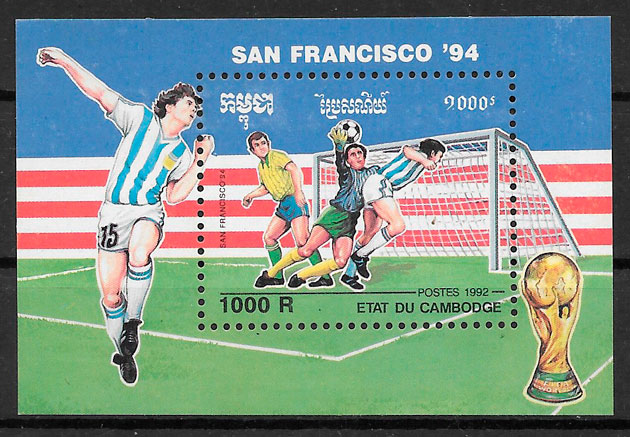 SAN FRANCISCO '94
កម្ពុជា
ប្រៃសណីយ៍
១០០០៛
SAN FRANCISCO '94
15
1000 R
POSTES 1992
ETAT DU CAMBODGE